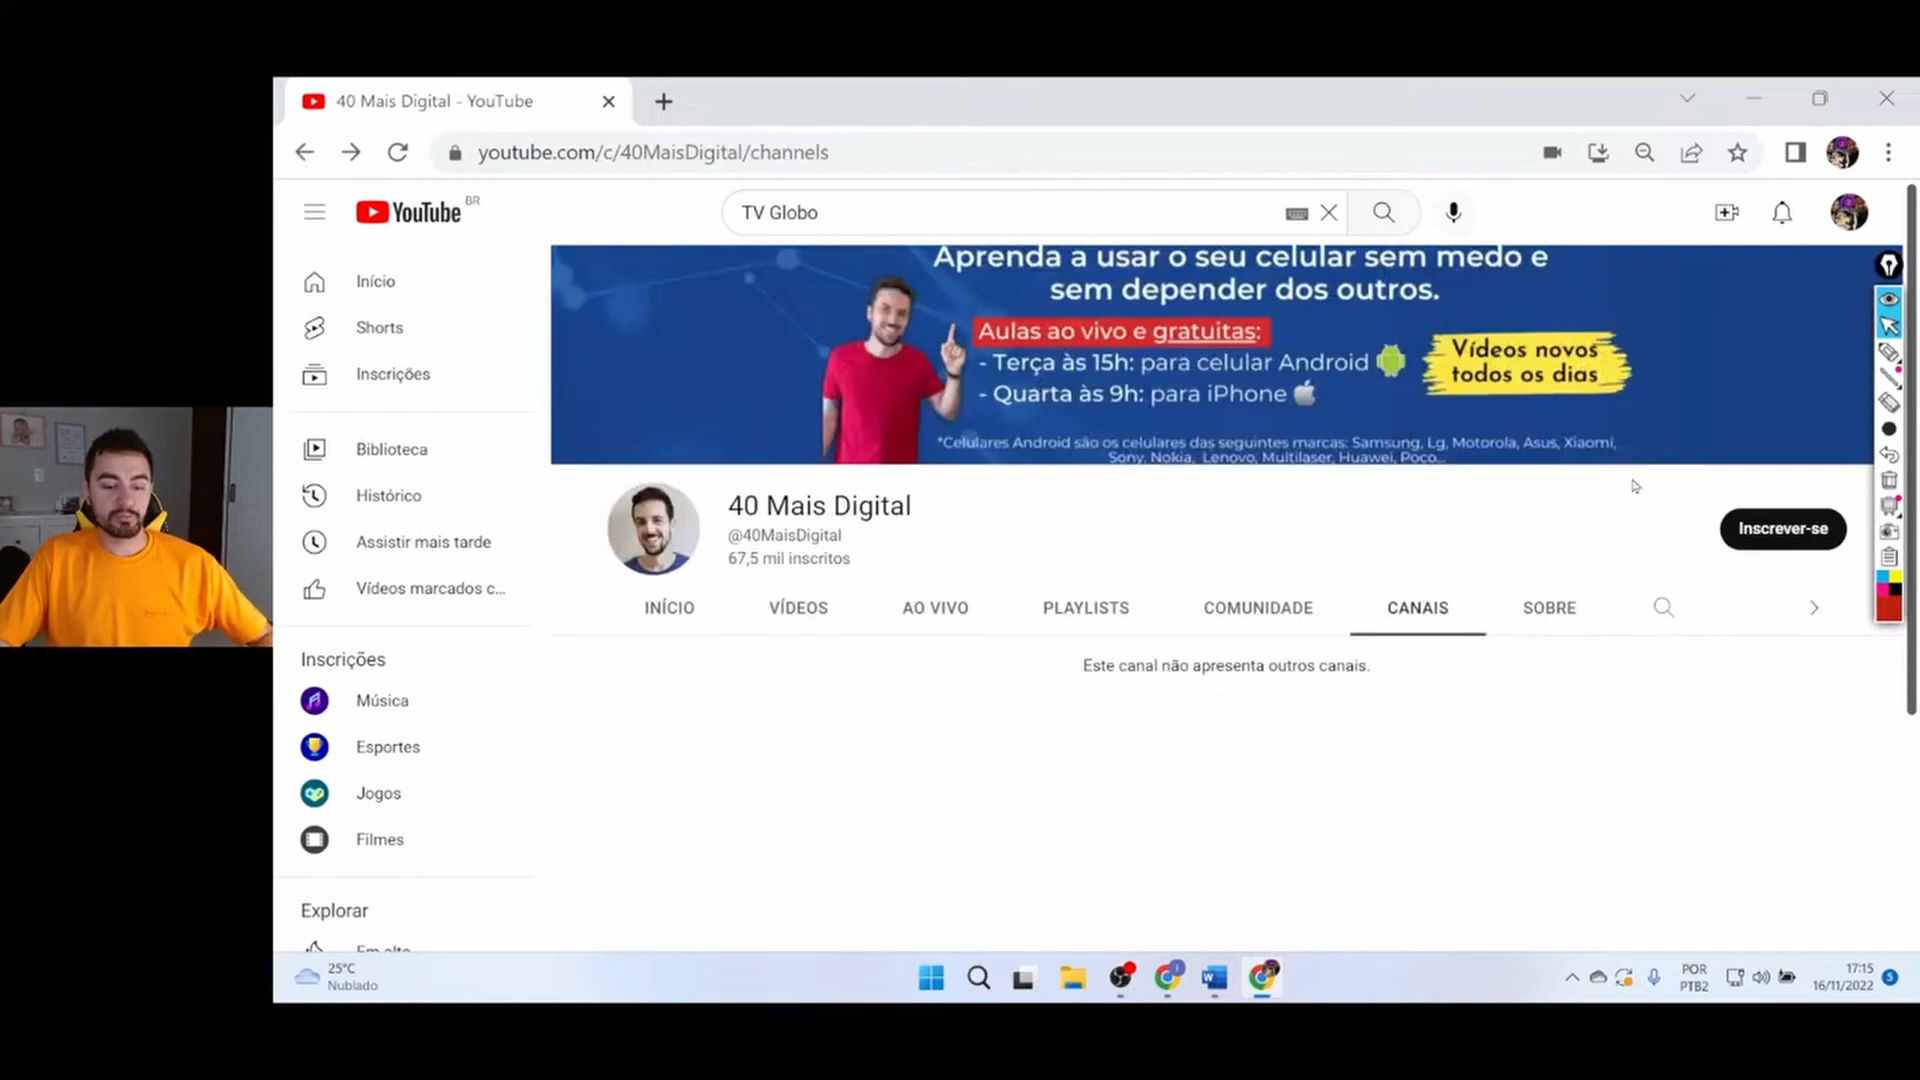 40 Mais Digital - YouTube
youtube.com/c/40MaisDigital/channels
YouTube BR
TV Globo
Início
Shorts
Inscrições
Biblioteca
Histórico
Assistir mais tarde
Vídeos marcados c...
Inscrições
Música
Esportes
Jogos
Filmes
Explorar
Em alta
Aprenda a usar o seu celular sem medo e
sem depender dos outros.
Aulas ao vivo e gratuitas:
- Terça às 15h: para celular Android
- Quarta às 9h: para iPhone
Vídeos novos
todos os dias
*Celulares Android são os celulares das seguintes marcas: Samsung, Lg, Motorola, Asus, Xiaomi,
Sony, Nokia, Lenovo, Multilaser, Huawei, Poco...
40 Mais Digital
@40MaisDigital
67,5 mil inscritos
Inscrever-se
INÍCIO VÍDEOS AO VIVO PLAYLISTS COMUNIDADE CANAIS SOBRE
Este canal não apresenta outros canais.
25°C
Nublado
POR
PTB2
17:15
16/11/2022
5